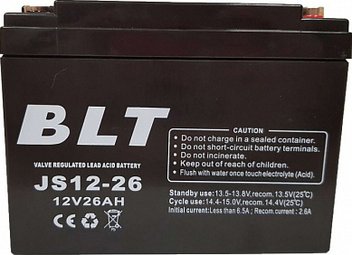 BLT
VALVE REGULATED LEAD ACID BATTERY
JS12-26
12V26AH
CAUTION
• Do not charge in a sealed container.
• Do not short-circuit battery terminals.
• Do not incinerate.
• Keep out of reach of children.
• Flush with water once touch electrolyte (Acid).
Standby use:13.5-13.8V,recom.13.5V(25℃)
Cycle use:14.4-15.0V,recom.14.4V(25℃)
Initial current:Less than 6.5A ; Rec.current : 2.6A